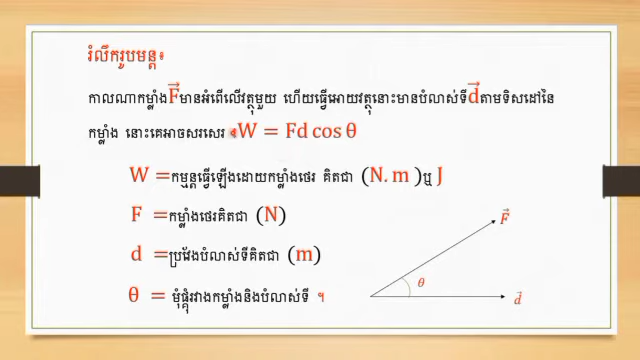 រំលឹករូបមន្ត៖
កាលណាកម្លាំង F⃗ មានអំពើលើវត្ថុមួយ ហើយធ្វើអោយវត្ថុនោះមានបំលាស់ទី d⃗ តាមទិសដៅនៃ
កម្លាំង នោះគេអាចសរសេរ W = Fd cos θ
W =កម្មន្តធ្វើឡើងដោយកម្លាំងថេរ គិតជា (N. m )ឬ J
F =កម្លាំងថេរគិតជា (N)
d =ប្រវែងបំលាស់ទីគិតជា (m)
θ = មុំផ្គុំរវាងកម្លាំងនិងបំលាស់ទី ។
F⃗
θ
d⃗